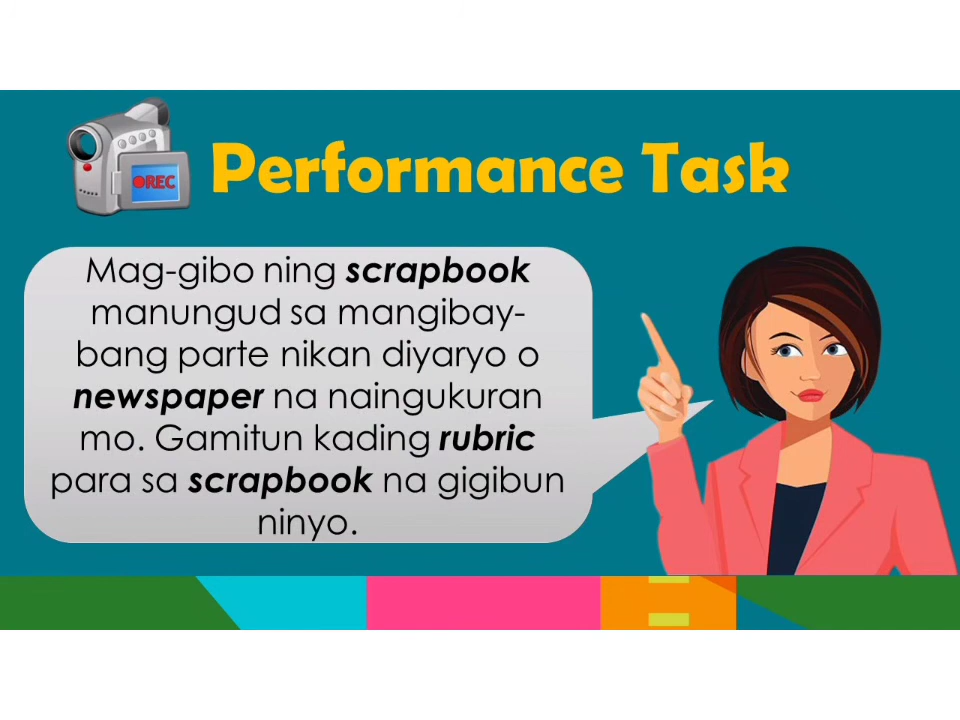 Performance Task
REC
Mag-gibo ning scrapbook
manungud sa mangibay-
bang parte nikan diyaryo o
newspaper na naingukuran
mo. Gamitun kading rubric
para sa scrapbook na gigibun
ninyo.